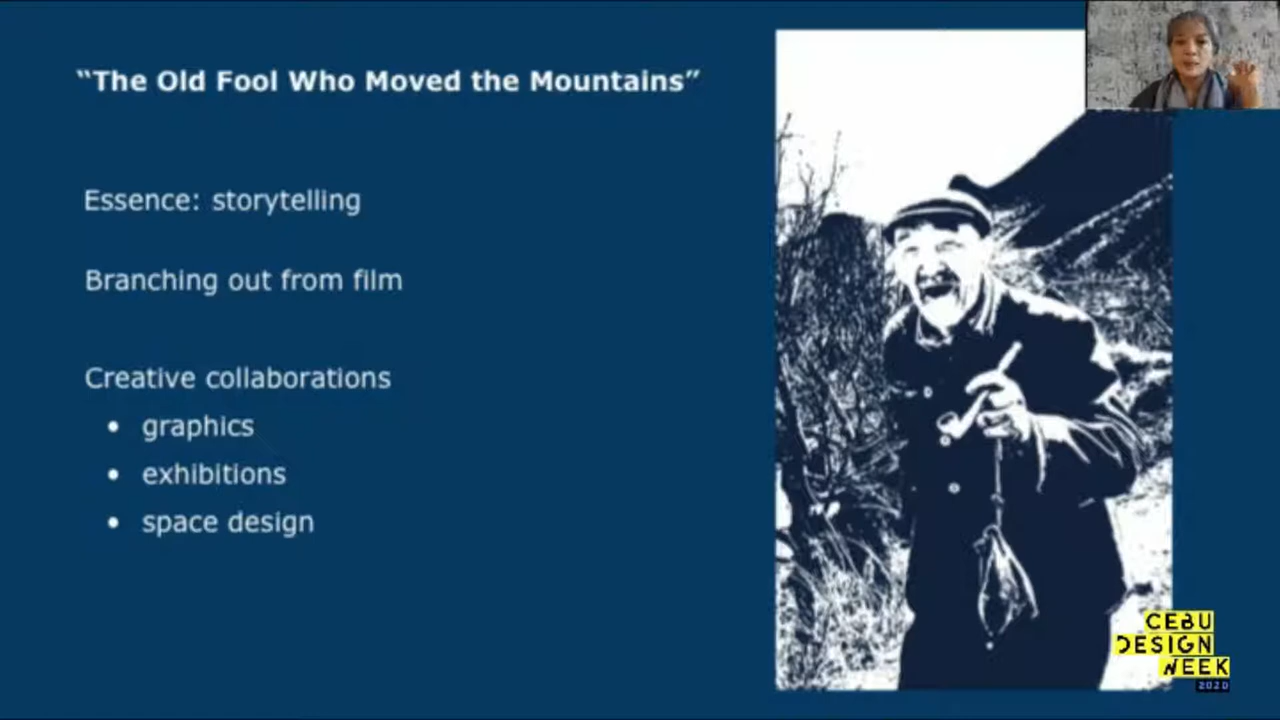 “The Old Fool Who Moved the Mountains”
Essence: storytelling
Branching out from film
Creative collaborations
• graphics
• exhibitions
• space design
CEBU
DESIGN
WEEK
2020